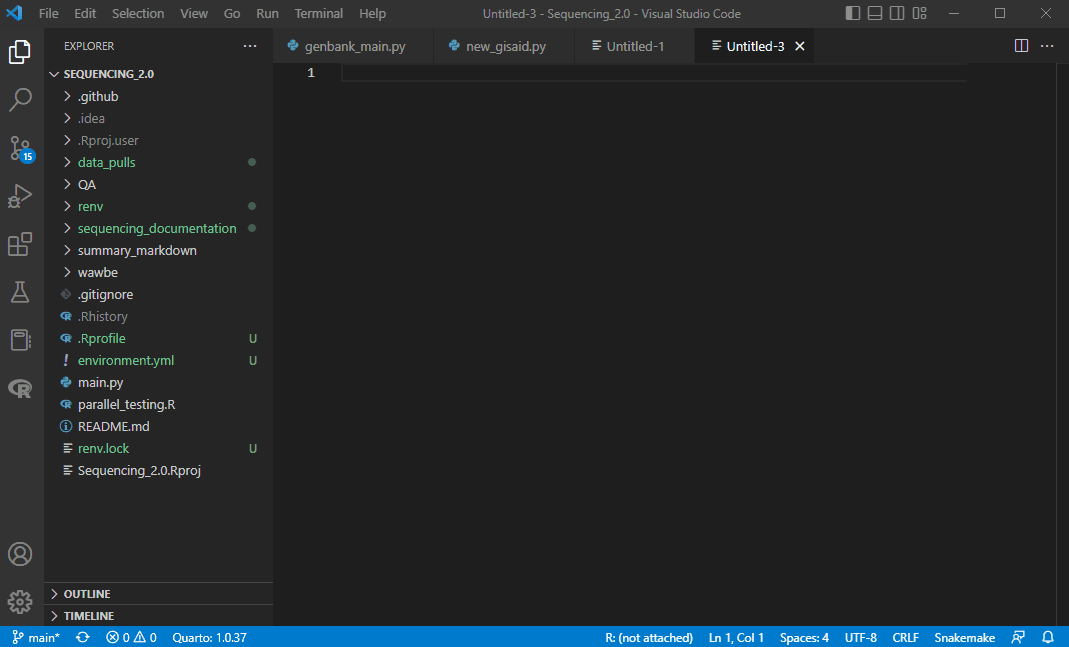 File Edit Selection View Go Run Terminal Help Untitled-3 - Sequencing_2.0 - Visual Studio Code
EXPLORER ··· genbank_main.py new_gisaid.py Untitled-1 Untitled-3 ···
SEQUENCING_2.0 1
.github
.idea
.Rproj.user
15
data_pulls
QA
renv
sequencing_documentation
summary_markdown
wawbe
.gitignore
.Rhistory
.Rprofile U
! environment.yml U
main.py
R parallel_testing.R
README.md
renv.lock U
Sequencing_2.0.Rproj
OUTLINE
TIMELINE
main* 0 0 Quarto: 1.0.37 R: (not attached) Ln 1, Col 1 Spaces: 4 UTF-8 CRLF Snakemake